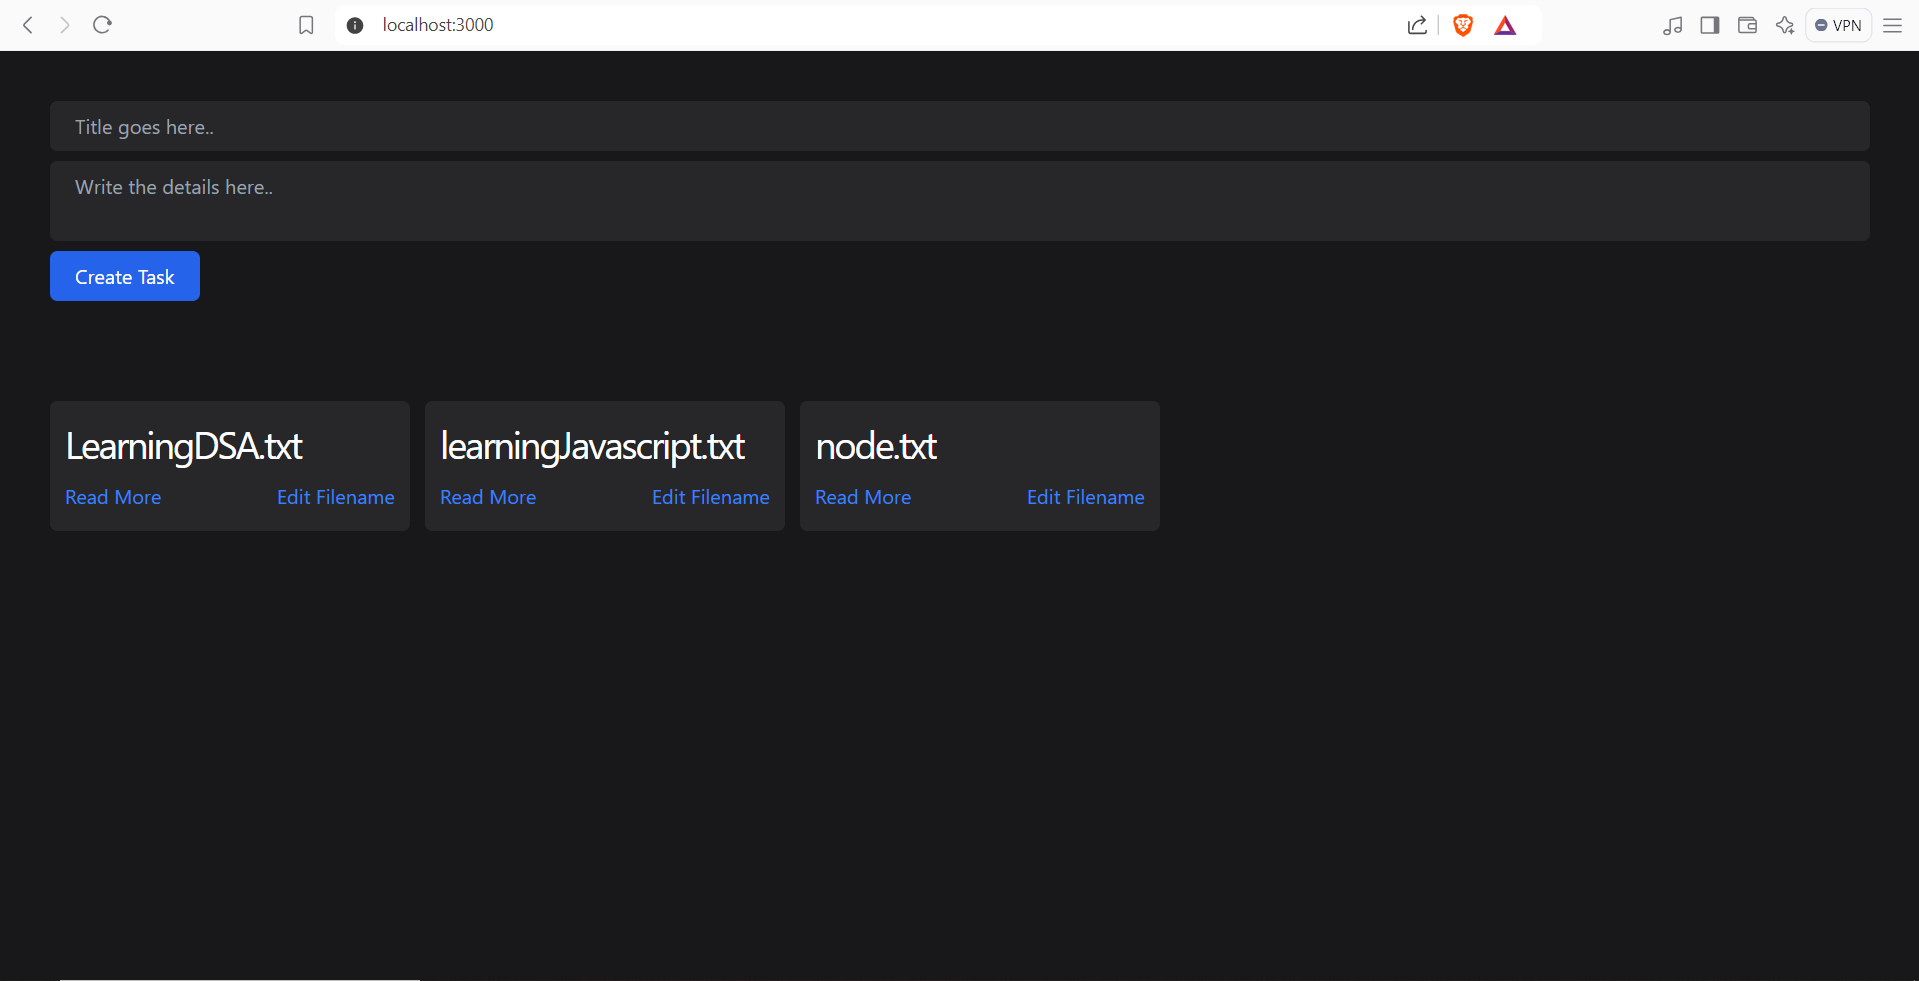 localhost:3000
VPN
Title goes here..
Write the details here..
Create Task
LearningDSA.txt
Read More Edit Filename
learningJavascript.txt
Read More Edit Filename
node.txt
Read More Edit Filename